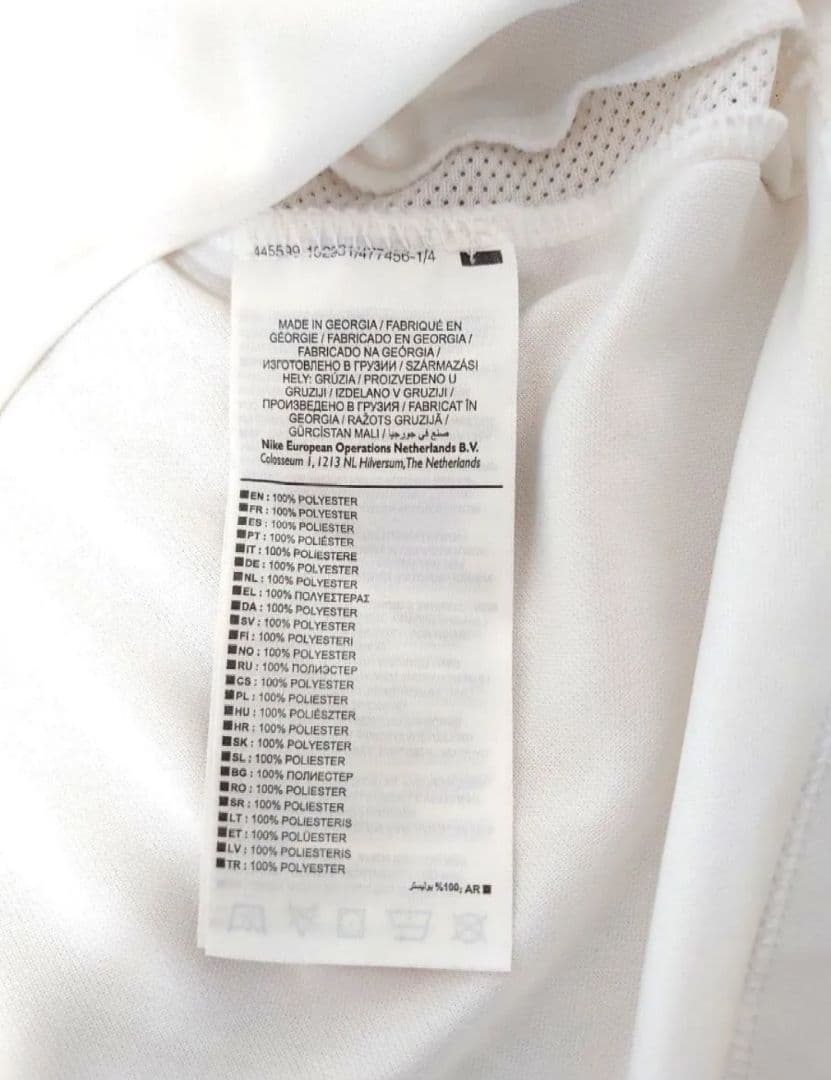 MADE IN GEORGIA / FABRIQUÉ EN
GÉORGIE / FABRICADO EN GEORGIA /
FABRICADO NA GEÓRGIA /
ИЗГОТОВЛЕНО В ГРУЗИИ / SZÁRMAZÁSI
HELY: GRÚZIA / PROIZVEDENO U
GRUZIJI / IZDELANO V GRUZIJI /
ПРОИЗВЕДЕНО В ГРУЗИЯ / FABRICAT ÎN
GEORGIA / RAŽOTS GRUZIJĀ /
GÜRCİSTAN MALI / صنع في جورجيا
Nike European Operations Netherlands B.V.
Colosseum 1, 1213 NL Hilversum, The Netherlands
EN : 100% POLYESTER
FR : 100% POLYESTER
ES : 100% POLIÉSTER
PT : 100% POLIÉSTER
IT : 100% POLIESTERE
DE : 100% POLYESTER
NL : 100% POLYESTER
EL : 100% ΠΟΛΥΕΣΤΕΡΑΣ
DA : 100% POLYESTER
SV : 100% POLYESTER
FI : 100% POLYESTERI
NO : 100% POLYESTER
RU : 100% ПОЛИЭСТЕР
CS : 100% POLYESTER
PL : 100% POLIESTER
HU : 100% POLIÉSZTER
HR : 100% POLIESTER
SK : 100% POLYESTER
SL : 100% POLIESTER
BG : 100% ПОЛИЕСТЕР
RO : 100% POLIESTER
SR : 100% POLIESTER
LT : 100% POLIESTERIS
ET : 100% POLÜESTER
LV : 100% POLIESTERIS
TR : 100% POLYESTER
AR : 100% بوليستر